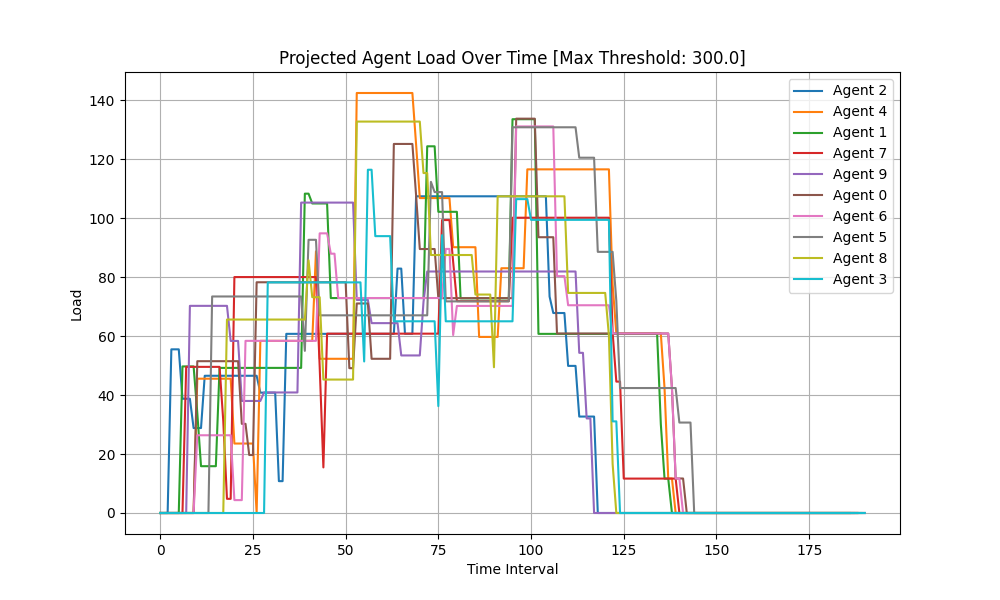 Projected Agent Load Over Time [Max Threshold: 300.0]
Load
140
120
100
80
60
40
20
0
0 25 50 75 100 125 150 175
Time Interval
Agent 2
Agent 4
Agent 1
Agent 7
Agent 9
Agent 0
Agent 6
Agent 5
Agent 8
Agent 3